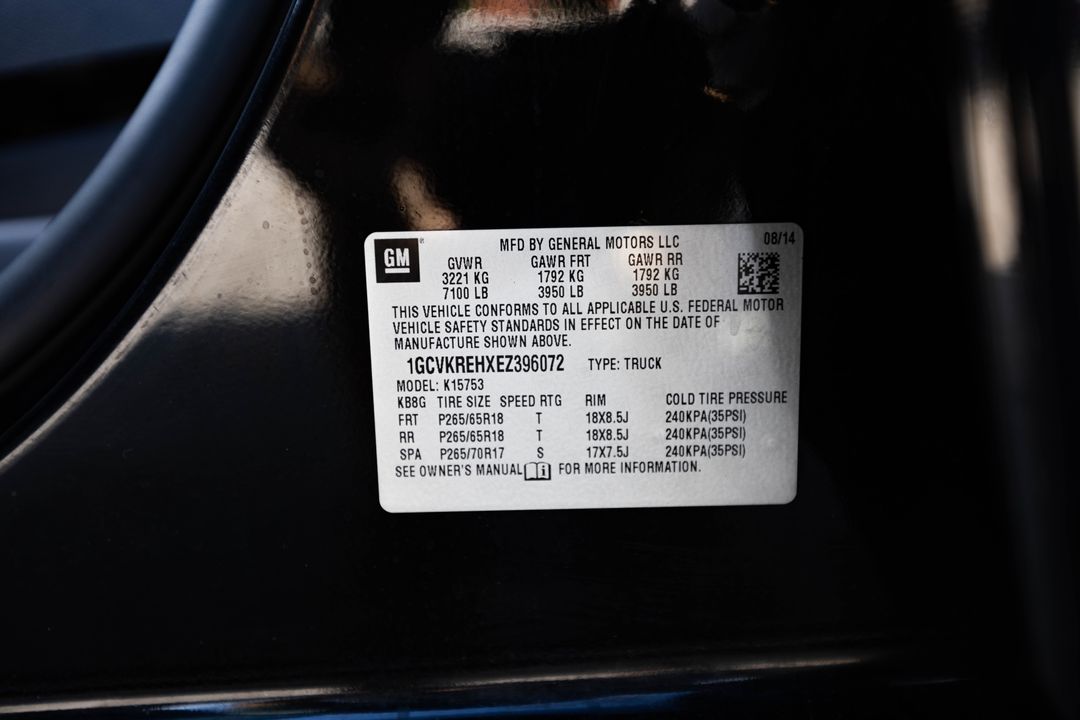 GM
MFD BY GENERAL MOTORS LLC 08/14
GVWR GAWR FRT GAWR RR
3221 KG 1792 KG 1792 KG
7100 LB 3950 LB 3950 LB
THIS VEHICLE CONFORMS TO ALL APPLICABLE U.S. FEDERAL MOTOR
VEHICLE SAFETY STANDARDS IN EFFECT ON THE DATE OF
MANUFACTURE SHOWN ABOVE.
1GCVKREHXEZ396072 TYPE: TRUCK
MODEL: K15753
KB8G TIRE SIZE SPEED RTG RIM COLD TIRE PRESSURE
FRT P265/65R18 T 18X8.5J 240KPA(35PSI)
RR P265/65R18 T 18X8.5J 240KPA(35PSI)
SPA P265/70R17 S 17X7.5J 240KPA(35PSI)
SEE OWNER'S MANUAL FOR MORE INFORMATION.